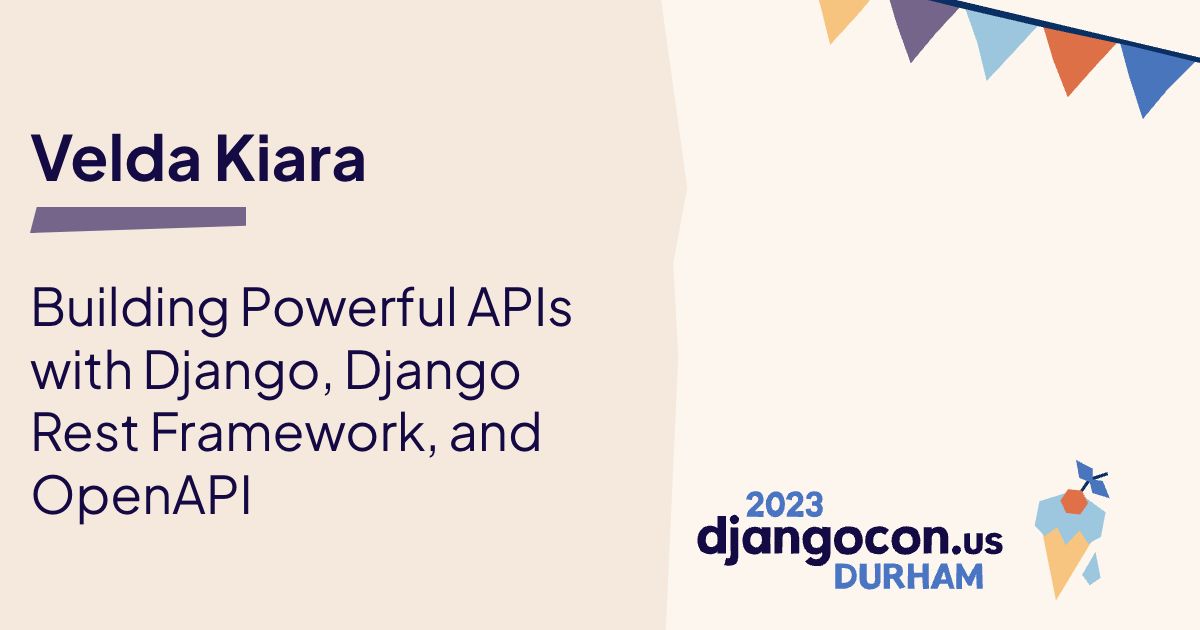 Velda Kiara
Building Powerful APIs
with Django, Django
Rest Framework, and
OpenAPI
2023
djangocon.us
DURHAM